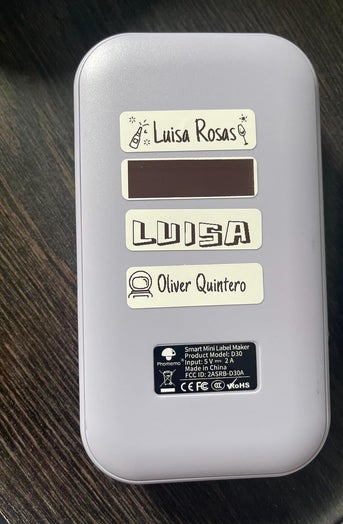 Luisa Rosas
LUISA
Oliver Quintero
Phomemo
Smart Mini Label Maker
Product Model: D30
Input: 5 V⎓ 2 A
Made in China
FCC ID: 2ASRB-D30A
CE FC CCC RoHS